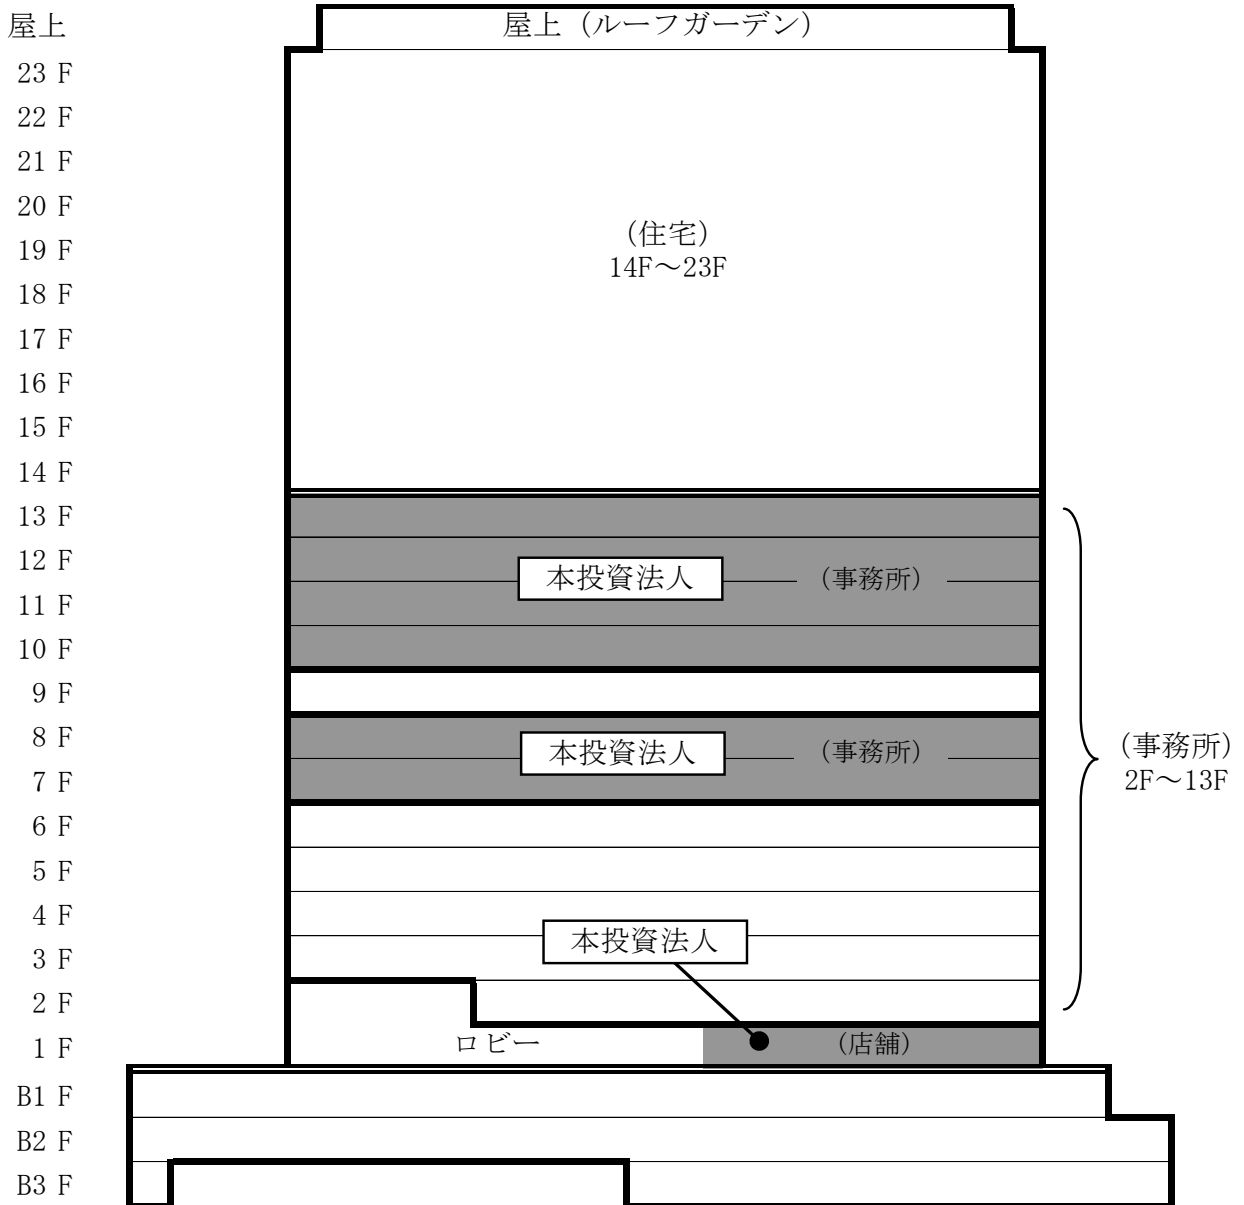 屋上
屋上（ルーフガーデン）
23 F
22 F
21 F
20 F
19 F
（住宅）
14F～23F
18 F
17 F
16 F
15 F
14 F
13 F
12 F
本投資法人
（事務所）
11 F
10 F
9 F
8 F
本投資法人
（事務所）
（事務所）
2F～13F
7 F
6 F
5 F
4 F
本投資法人
3 F
2 F
1 F
ロビー
（店舗）
B1 F
B2 F
B3 F